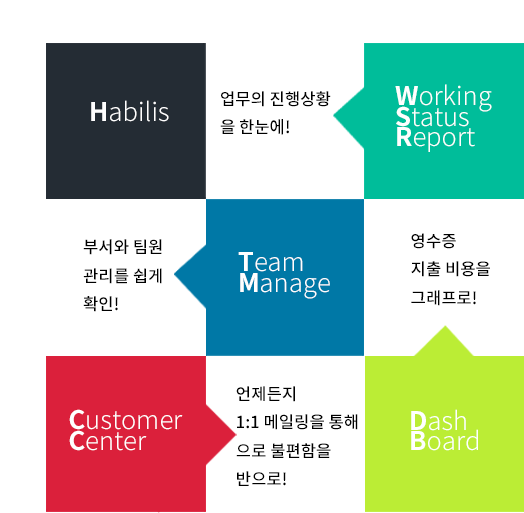 Habilis
업무의 진행상황
을 한눈에!
Working
Status
Report
부서와 팀원
관리를 쉽게
확인!
Team
Manage
영수증
지출 비용을
그래프로!
Customer
Center
언제든지
1:1 메일링을 통해
으로 불편함을
반으로!
Dash
Board